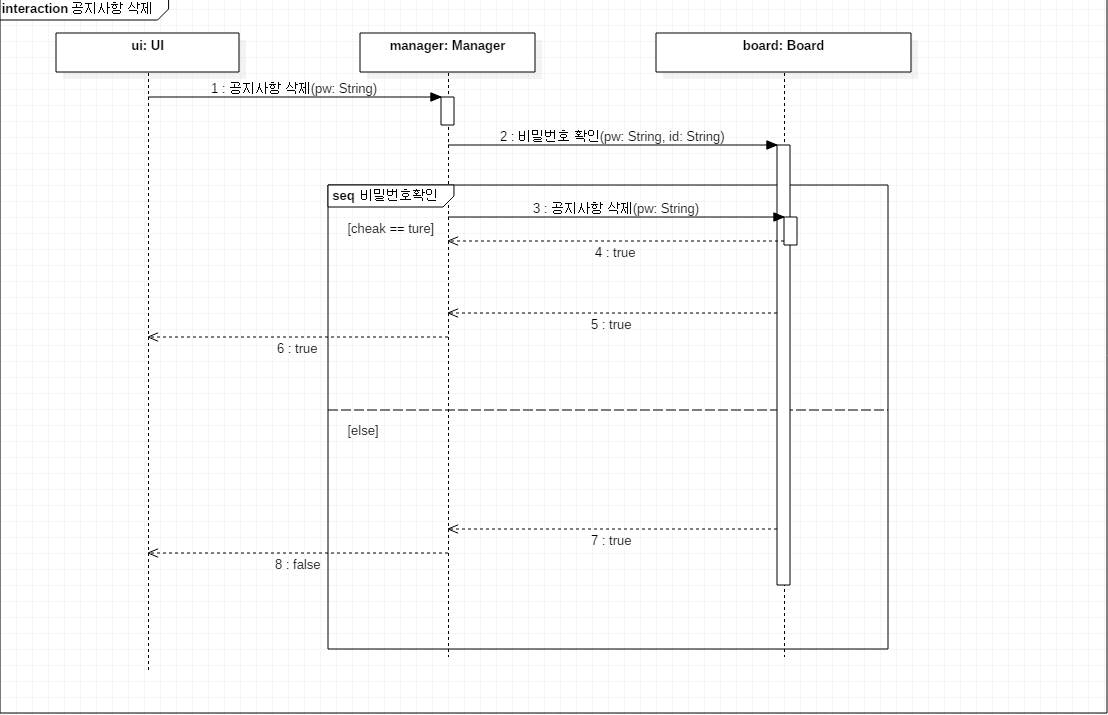 interaction 공지사항 삭제
ui: UI
manager: Manager
board: Board
1 : 공지사항 삭제(pw: String)
2 : 비밀번호 확인(pw: String, id: String)
seq 비밀번호확인
3 : 공지사항 삭제(pw: String)
[cheak == ture]
4 : true
5 : true
6 : true
[else]
7 : true
8 : false